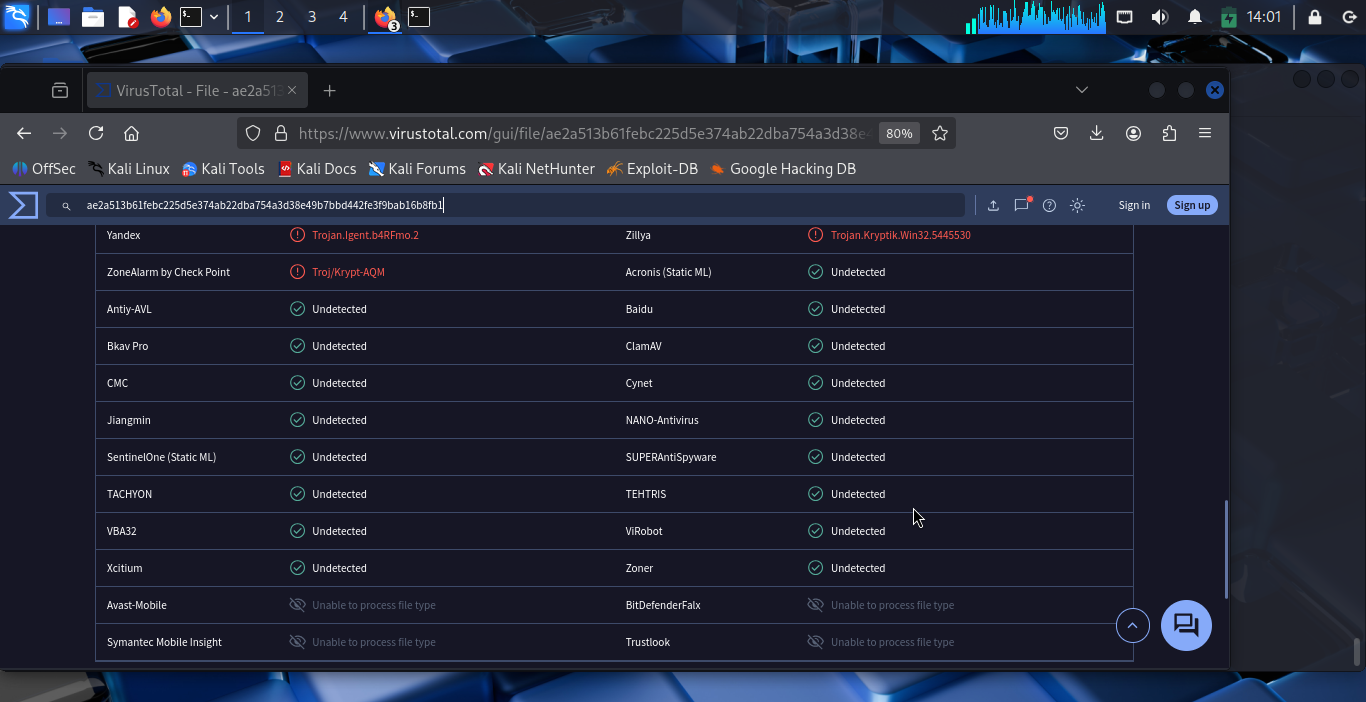 1 2 3 4 3 14:01
VirusTotal - File - ae2a513
https://www.virustotal.com/gui/file/ae2a513b61febc225d5e374ab22dba754a3d38e4 80%
OffSec Kali Linux Kali Tools Kali Docs Kali Forums Kali NetHunter Exploit-DB Google Hacking DB
ae2a513b61febc225d5e374ab22dba754a3d38e49b7bbd442fe3f9bab16b8fb1 Sign in Sign up
Yandex Trojan.Igent.b4RFmo.2 Zillya Trojan.Kryptik.Win32.5445530
ZoneAlarm by Check Point Troj/Krypt-AQM Acronis (Static ML) Undetected
Antiy-AVL Undetected Baidu Undetected
Bkav Pro Undetected ClamAV Undetected
CMC Undetected Cynet Undetected
Jiangmin Undetected NANO-Antivirus Undetected
SentinelOne (Static ML) Undetected SUPERAntiSpyware Undetected
TACHYON Undetected TEHTRIS Undetected
VBA32 Undetected ViRobot Undetected
Xcitium Undetected Zoner Undetected
Avast-Mobile Unable to process file type BitDefenderFalx Unable to process file type
Symantec Mobile Insight Unable to process file type Trustlook Unable to process file type